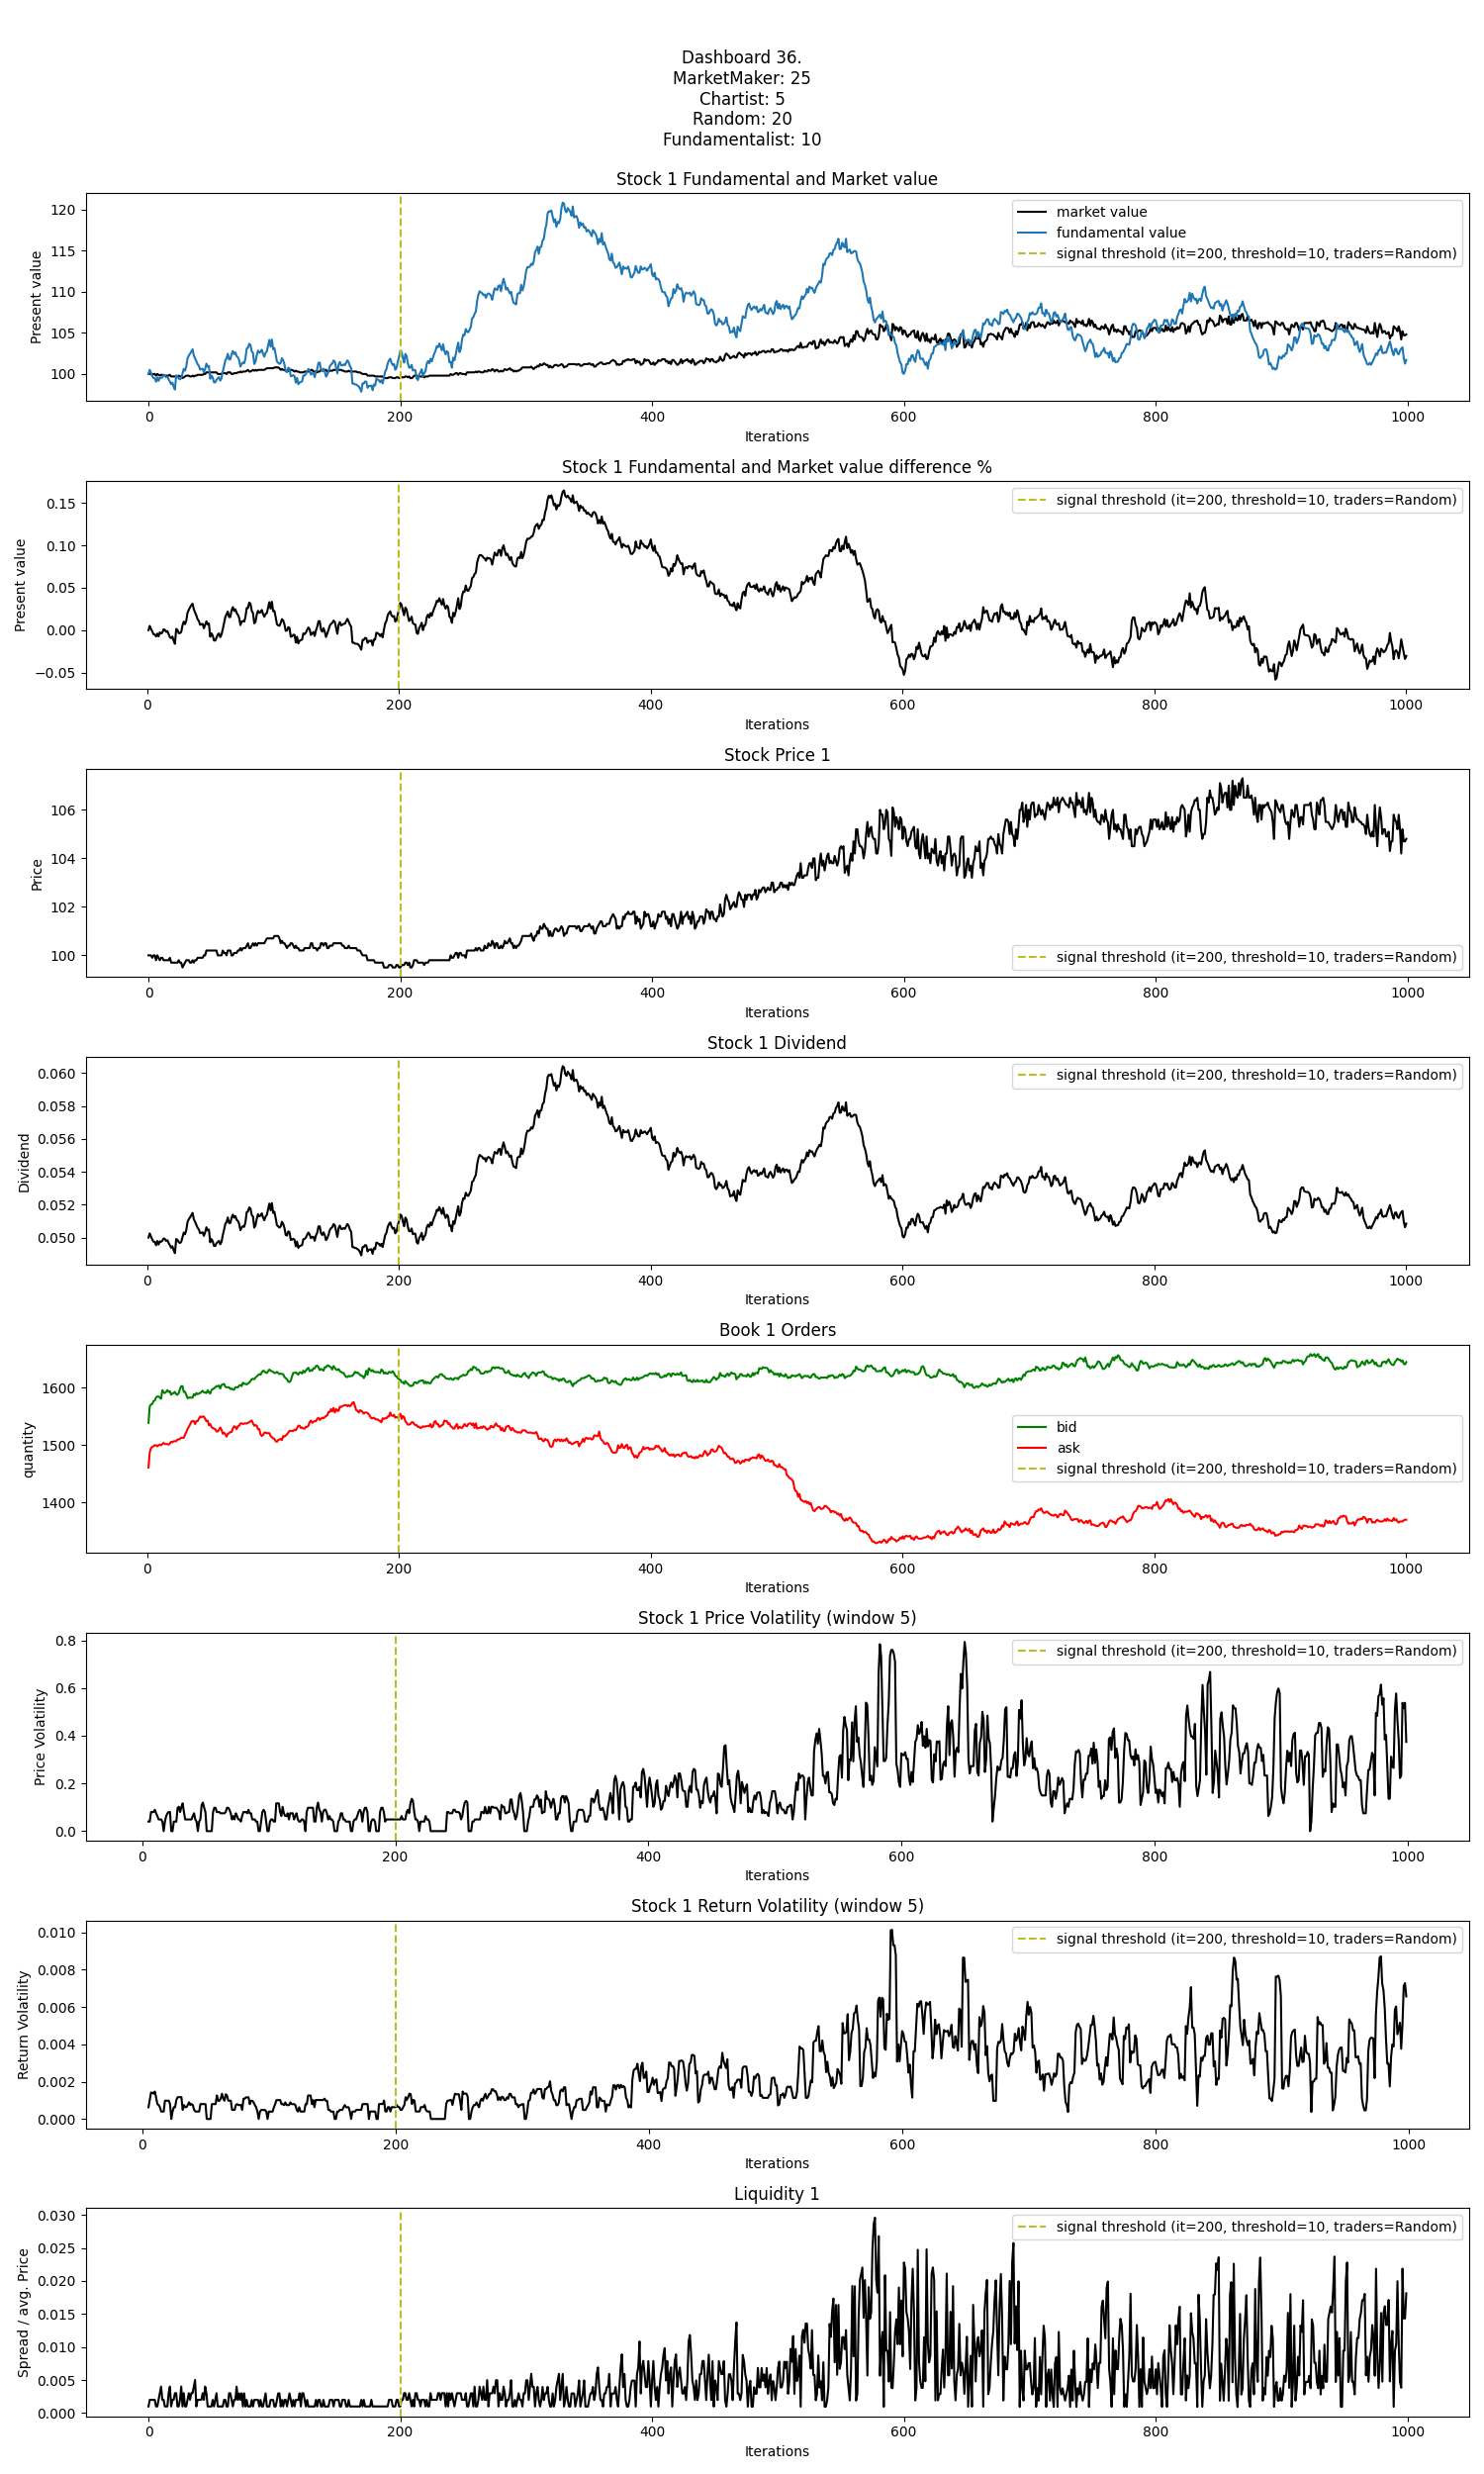 Dashboard 36.
MarketMaker: 25
Chartist: 5
Random: 20
Fundamentalist: 10
Stock 1 Fundamental and Market value
Present value
120
115
110
105
100
market value
fundamental value
signal threshold (it=200, threshold=10, traders=Random)
0 200 400 600 800 1000
Iterations
Stock 1 Fundamental and Market value difference %
Present value
0.15
0.10
0.05
0.00
−0.05
signal threshold (it=200, threshold=10, traders=Random)
0 200 400 600 800 1000
Iterations
Stock Price 1
Price
106
104
102
100
signal threshold (it=200, threshold=10, traders=Random)
0 200 400 600 800 1000
Iterations
Stock 1 Dividend
Dividend
0.060
0.058
0.056
0.054
0.052
0.050
signal threshold (it=200, threshold=10, traders=Random)
0 200 400 600 800 1000
Iterations
Book 1 Orders
quantity
1600
1500
1400
bid
ask
signal threshold (it=200, threshold=10, traders=Random)
0 200 400 600 800 1000
Iterations
Stock 1 Price Volatility (window 5)
Price Volatility
0.8
0.6
0.4
0.2
0.0
signal threshold (it=200, threshold=10, traders=Random)
0 200 400 600 800 1000
Iterations
Stock 1 Return Volatility (window 5)
Return Volatility
0.010
0.008
0.006
0.004
0.002
0.000
signal threshold (it=200, threshold=10, traders=Random)
0 200 400 600 800 1000
Iterations
Liquidity 1
Spread / avg. Price
0.030
0.025
0.020
0.015
0.010
0.005
0.000
signal threshold (it=200, threshold=10, traders=Random)
0 200 400 600 800 1000
Iterations